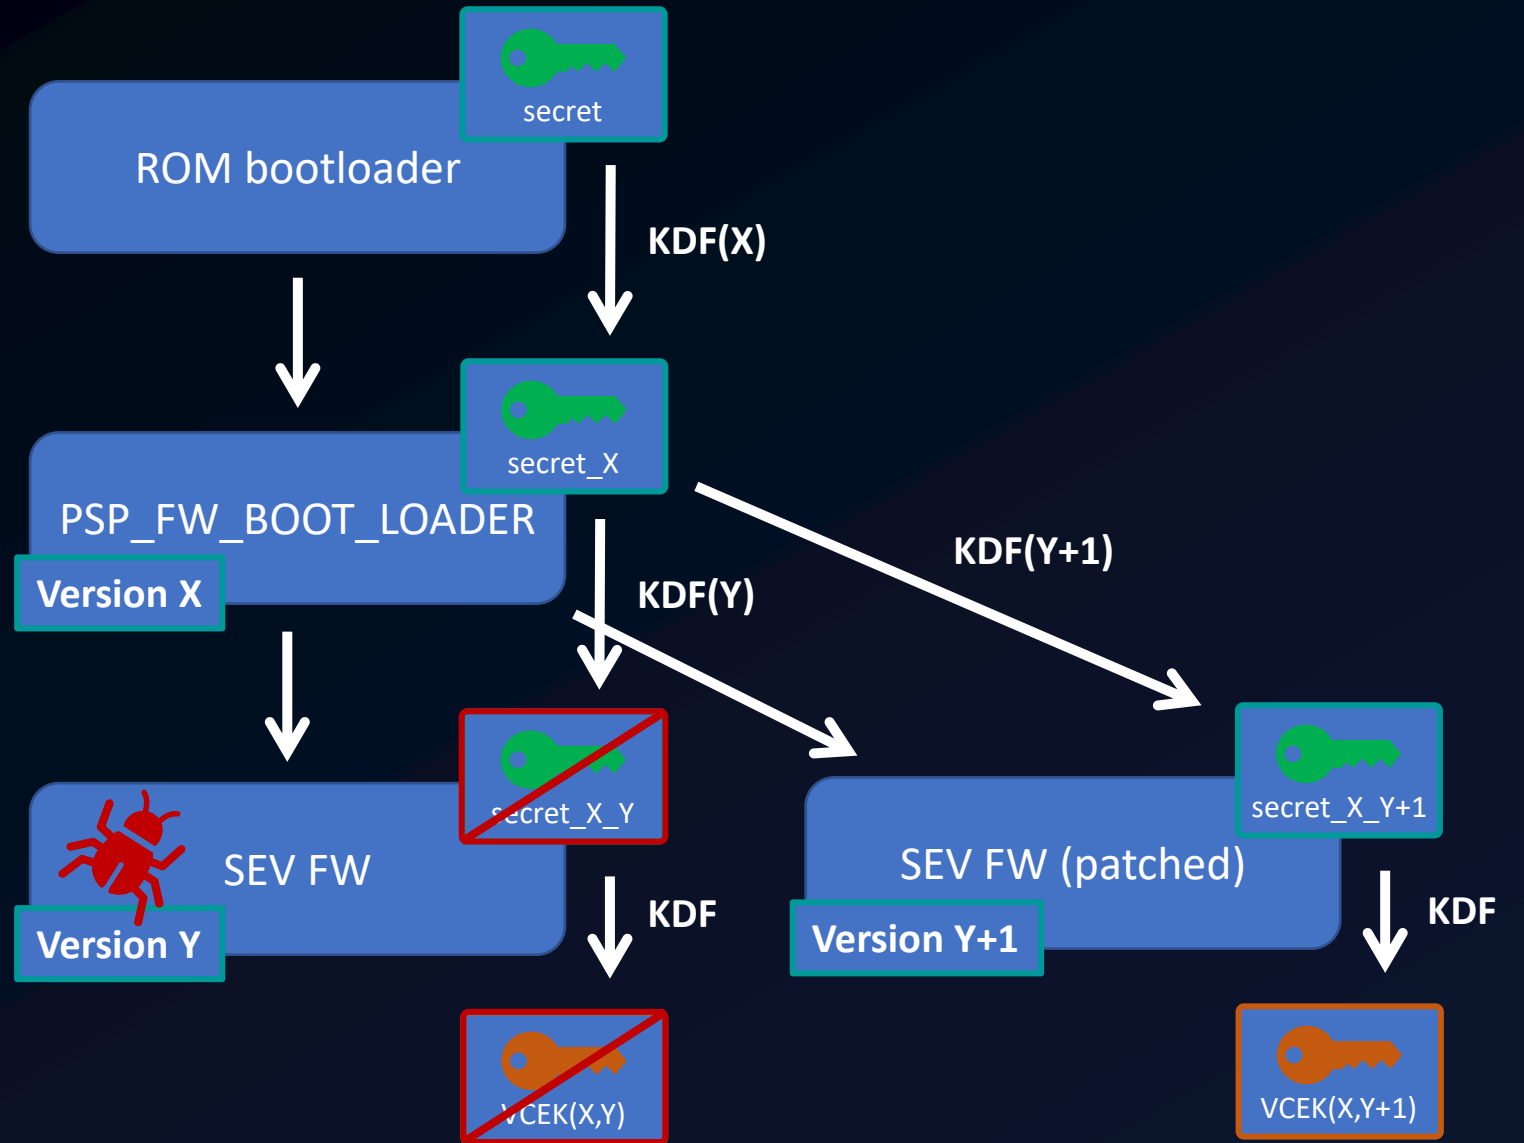 secret
ROM bootloader
KDF(X)
secret_X
PSP_FW_BOOT_LOADER
Version X
KDF(Y)
KDF(Y+1)
secret_X_Y
SEV FW
Version Y
KDF
VCEK(X,Y)
secret_X_Y+1
SEV FW (patched)
Version Y+1
KDF
VCEK(X,Y+1)